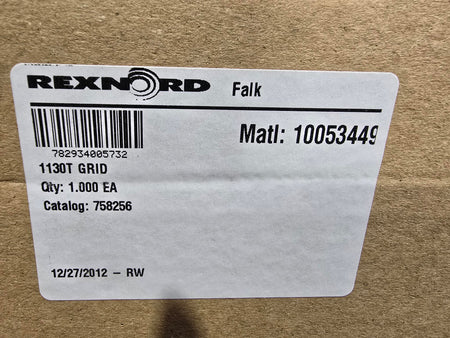 REXNORD Falk
Matl: 10053449
782934005732
1130T GRID
Qty: 1.000 EA
Catalog: 758256
12/27/2012 - RW